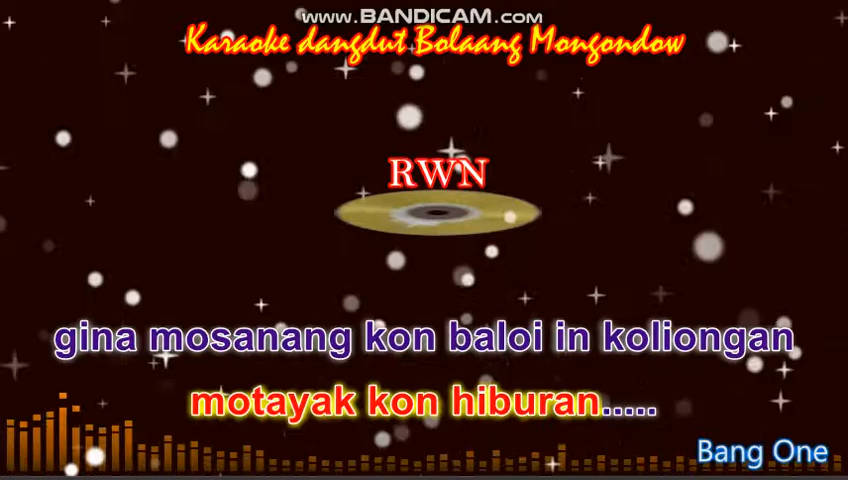 www.BANDICAM.com
Karaoke dangdut Bolaang Mongondow
RWN
gina mosanang kon baloi in koliongan
motayak kon hiburan.....
Bang One